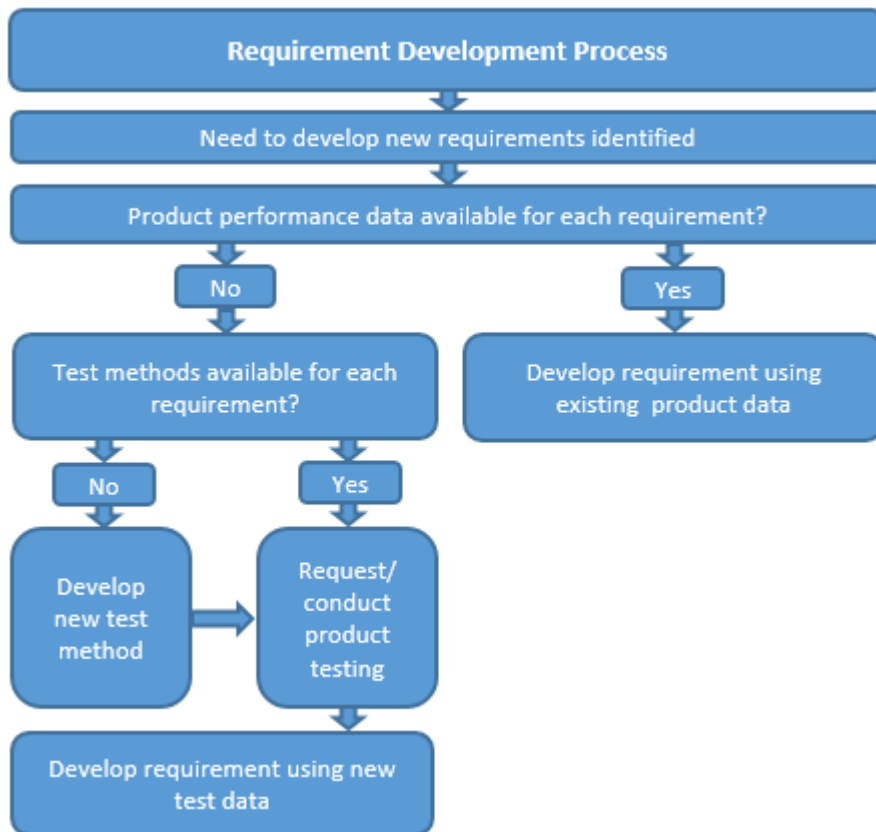 Requirement Development Process
Need to develop new requirements identified
Product performance data available for each requirement?
No
Yes
Test methods available for each
requirement?
Develop requirement using
existing product data
No
Yes
Develop
new test
method
Request/
conduct
product
testing
Develop requirement using new
test data